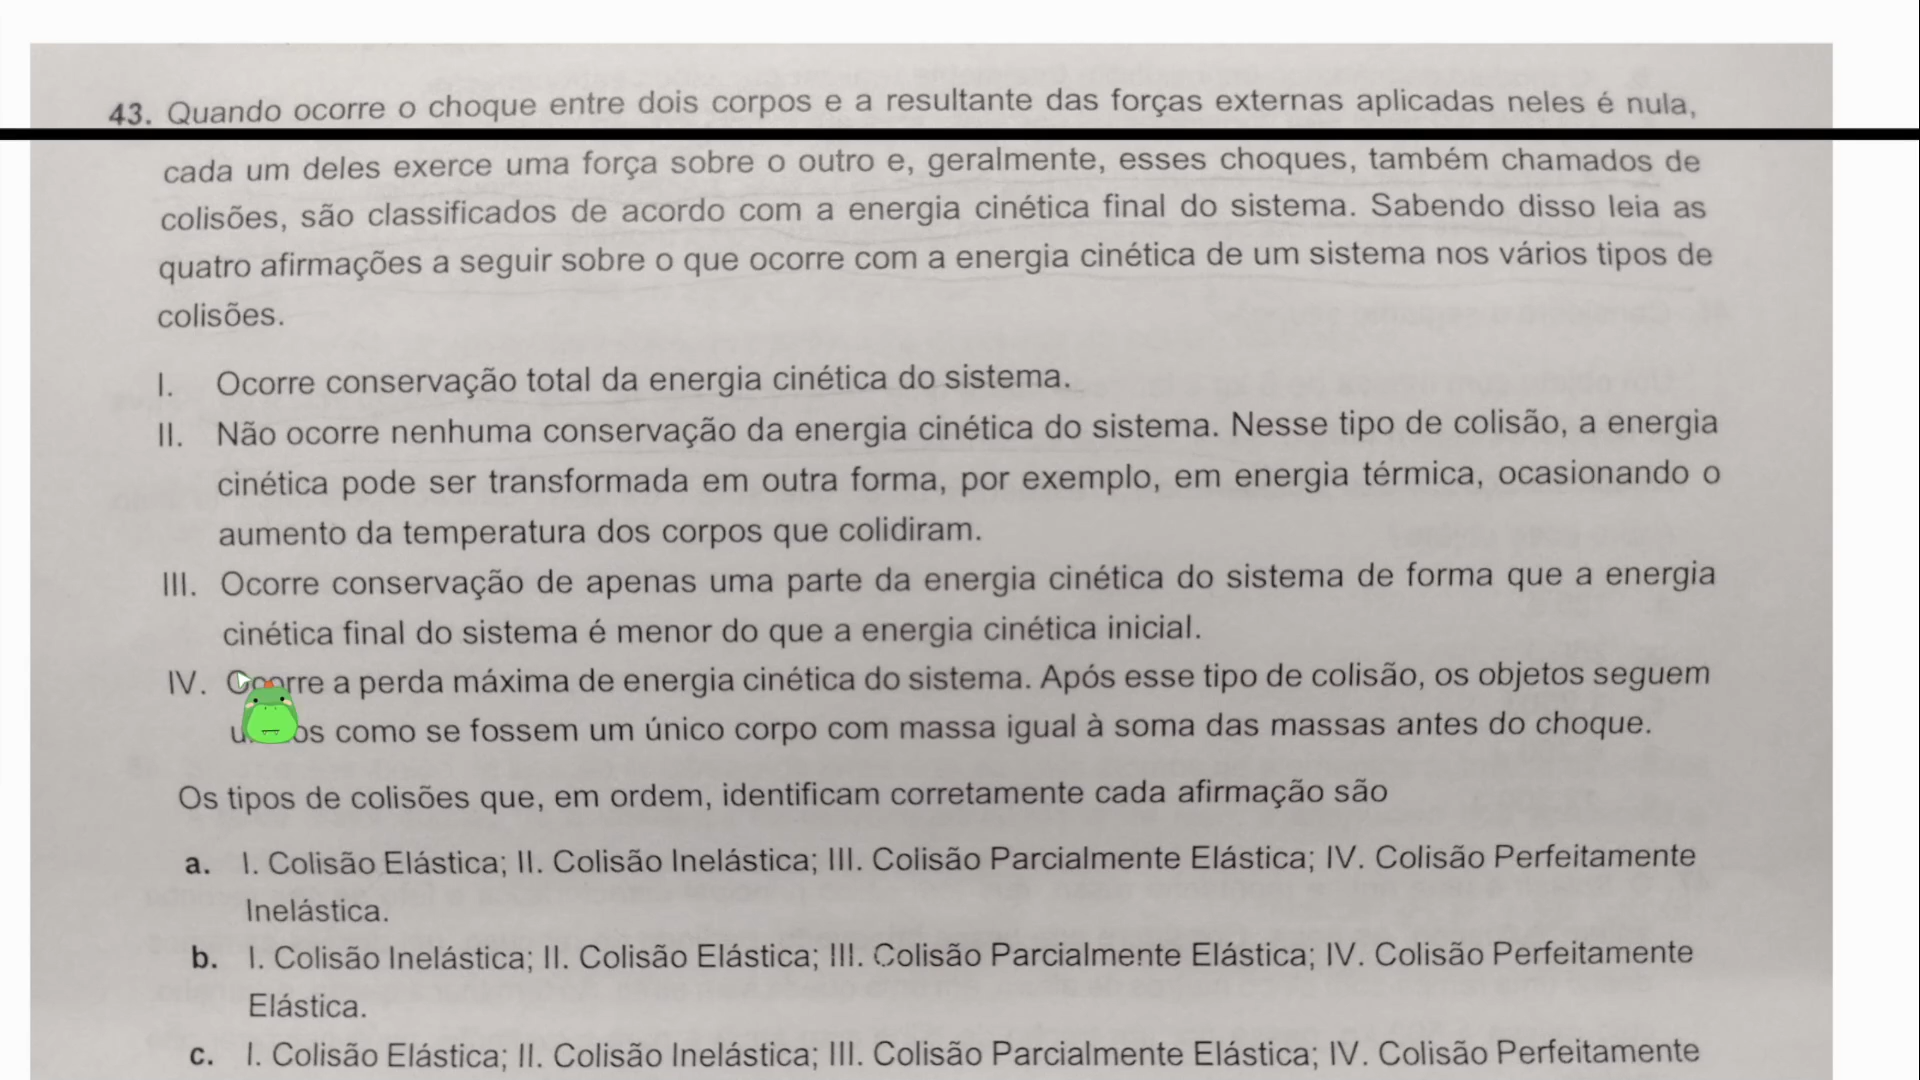 43. Quando ocorre o choque entre dois corpos e a resultante das forças externas aplicadas neles é nula,
cada um deles exerce uma força sobre o outro e, geralmente, esses choques, também chamados de
colisões, são classificados de acordo com a energia cinética final do sistema. Sabendo disso leia as
quatro afirmações a seguir sobre o que ocorre com a energia cinética de um sistema nos vários tipos de
colisões.
I. Ocorre conservação total da energia cinética do sistema.
II. Não ocorre nenhuma conservação da energia cinética do sistema. Nesse tipo de colisão, a energia
cinética pode ser transformada em outra forma, por exemplo, em energia térmica, ocasionando o
aumento da temperatura dos corpos que colidiram.
III. Ocorre conservação de apenas uma parte da energia cinética do sistema de forma que a energia
cinética final do sistema é menor do que a energia cinética inicial.
IV. Ocorre a perda máxima de energia cinética do sistema. Após esse tipo de colisão, os objetos seguem
como se fossem um único corpo com massa igual à soma das massas antes do choque.
Os tipos de colisões que, em ordem, identificam corretamente cada afirmação são
a. I. Colisão Elástica; II. Colisão Inelástica; III. Colisão Parcialmente Elástica; IV. Colisão Perfeitamente
Inelástica.
b. I. Colisão Inelástica; II. Colisão Elástica; III. Colisão Parcialmente Elástica; IV. Colisão Perfeitamente
Elástica.
c. I. Colisão Elástica; II. Colisão Inelástica; III. Colisão Parcialmente Elástica; IV. Colisão Perfeitamente